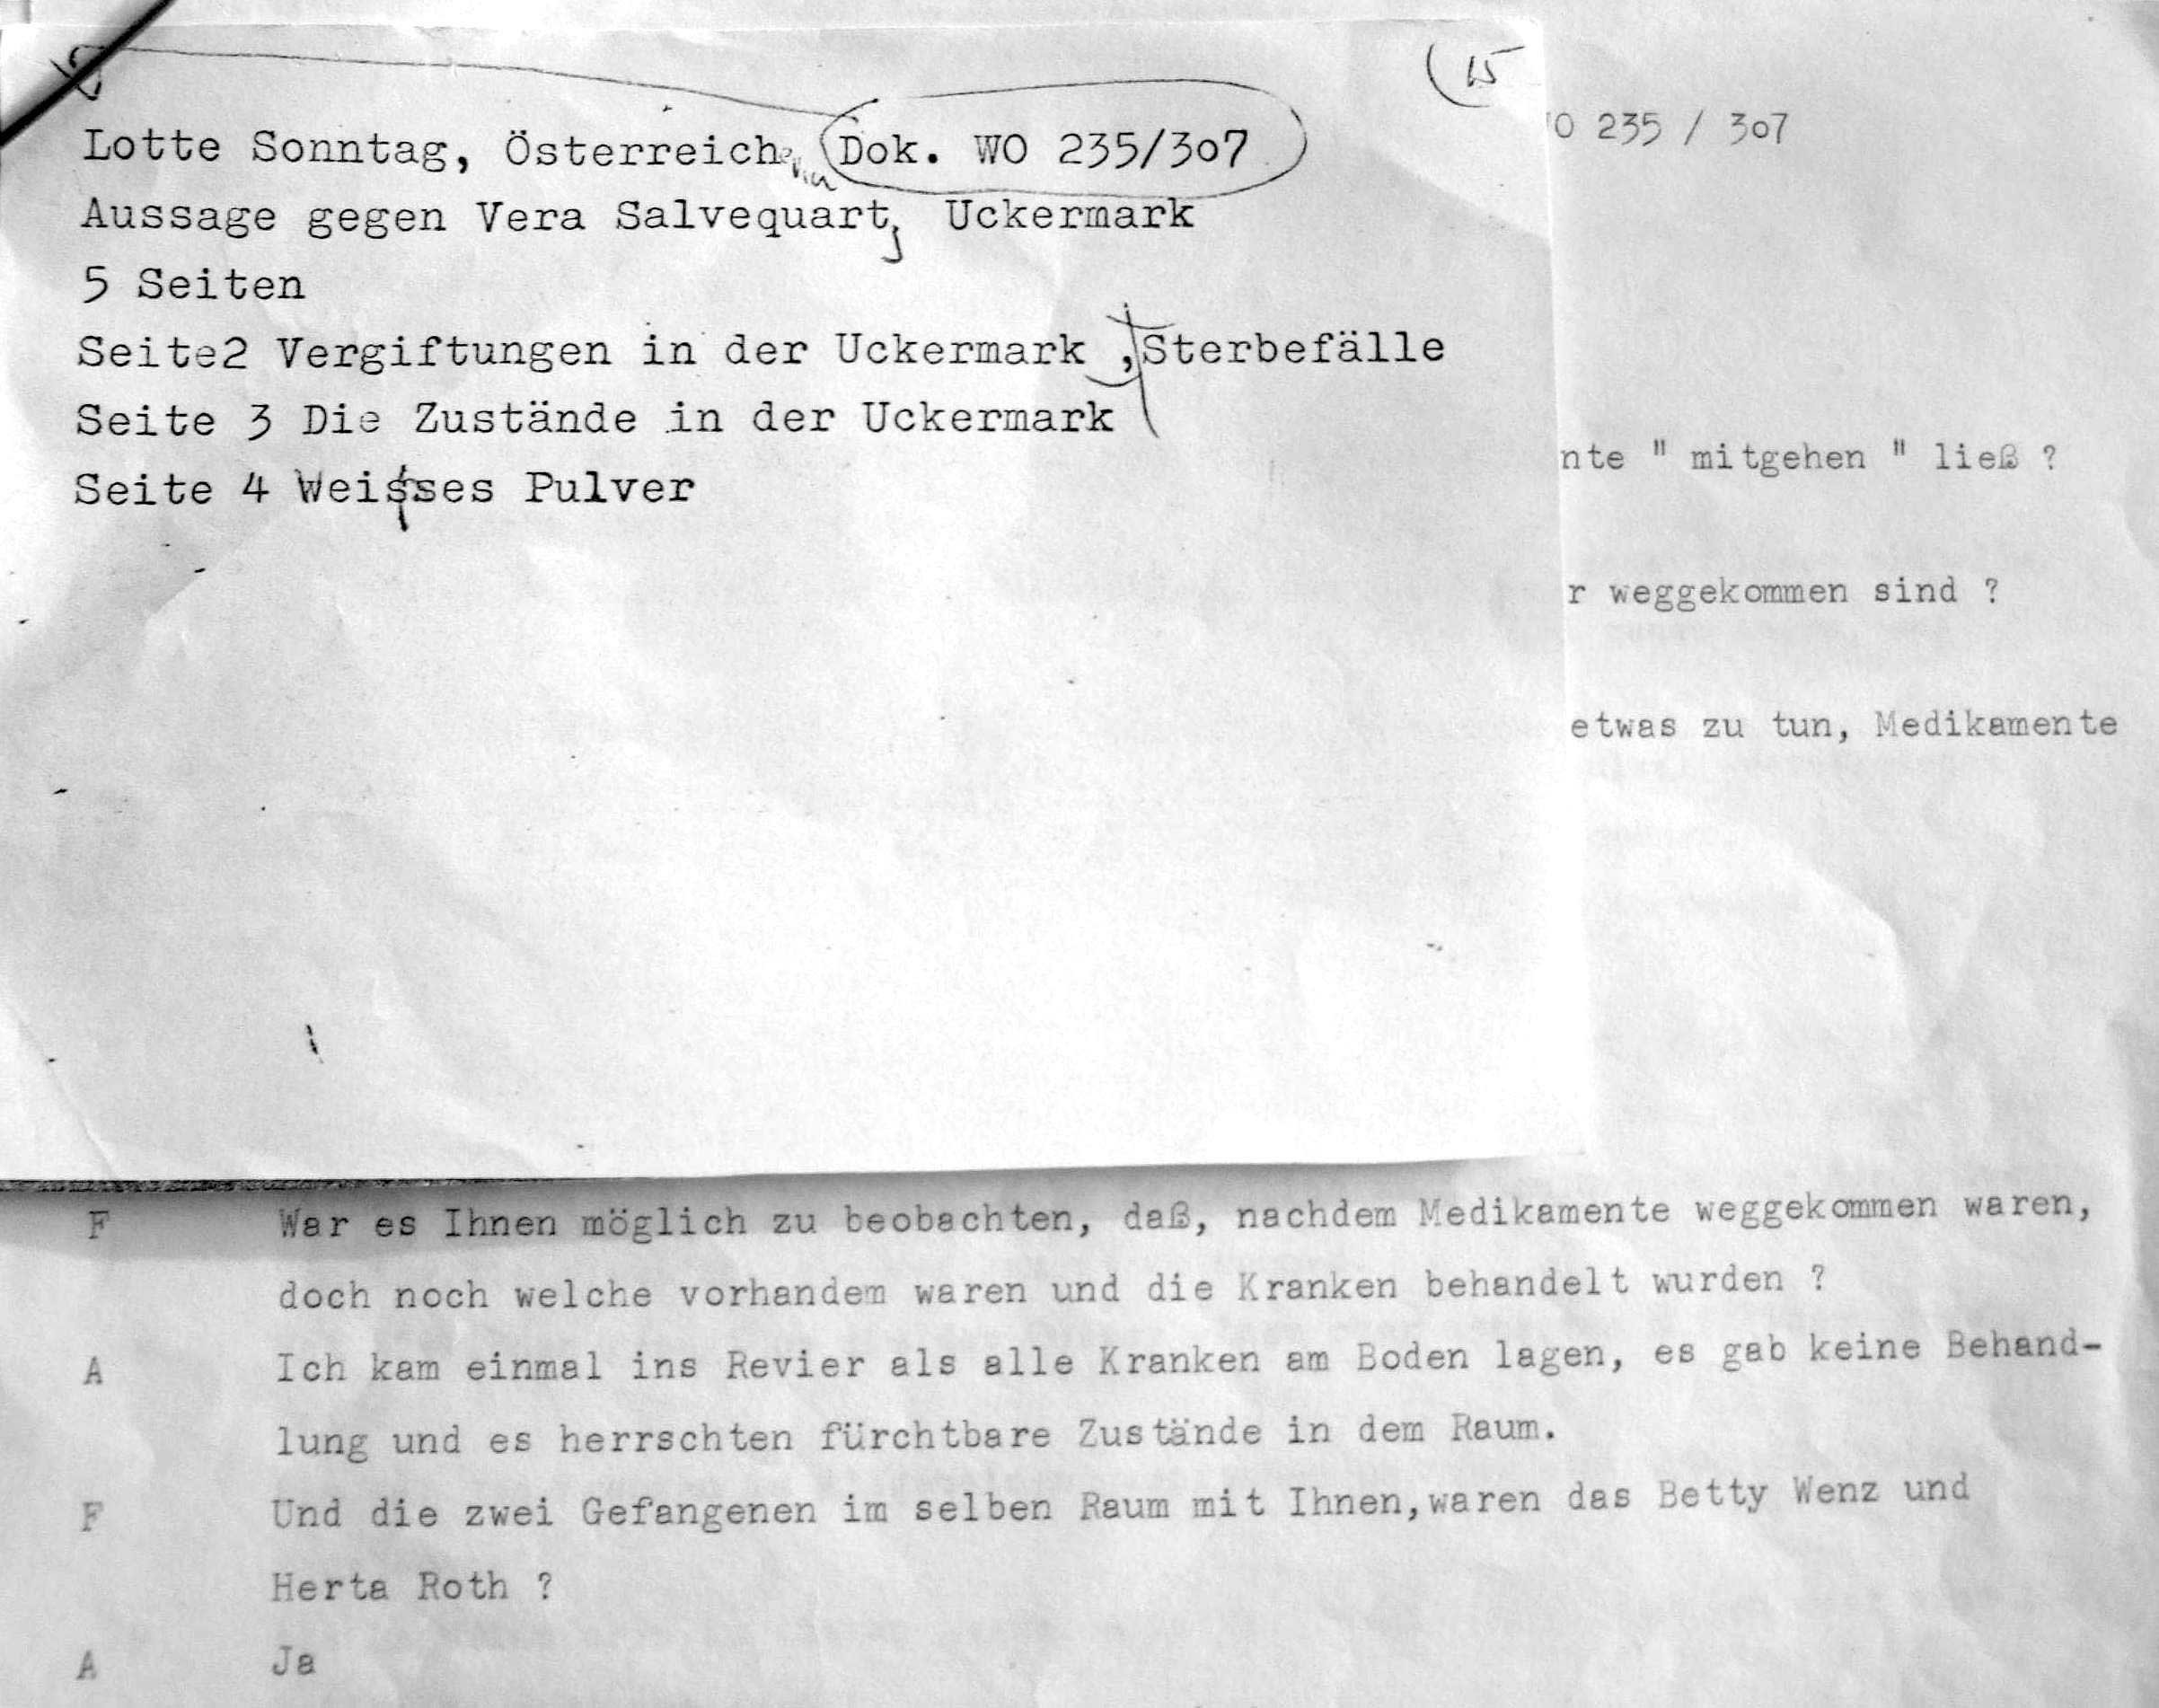 15
Lotte Sonntag, Österreicherin Dok. WO 235/307
Aussage gegen Vera Salvequart, Uckermark
5 Seiten
Seite2 Vergiftungen in der Uckermark ,Sterbefälle
Seite 3 Die Zustände in der Uckermark
Seite 4 Weisses Pulver
O 235 / 307
nte " mitgehen " ließ ?
r weggekommen sind ?
etwas zu tun, Medikamente
F War es Ihnen möglich zu beobachten, daß, nachdem Medikamente weggekommen waren,
doch noch welche vorhandem waren und die Kranken behandelt wurden ?
A Ich kam einmal ins Revier als alle Kranken am Boden lagen, es gab keine Behand-
lung und es herrschten fürchtbare Zustände in dem Raum.
F Und die zwei Gefangenen im selben Raum mit Ihnen,waren das Betty Wenz und
Herta Roth ?
A Ja